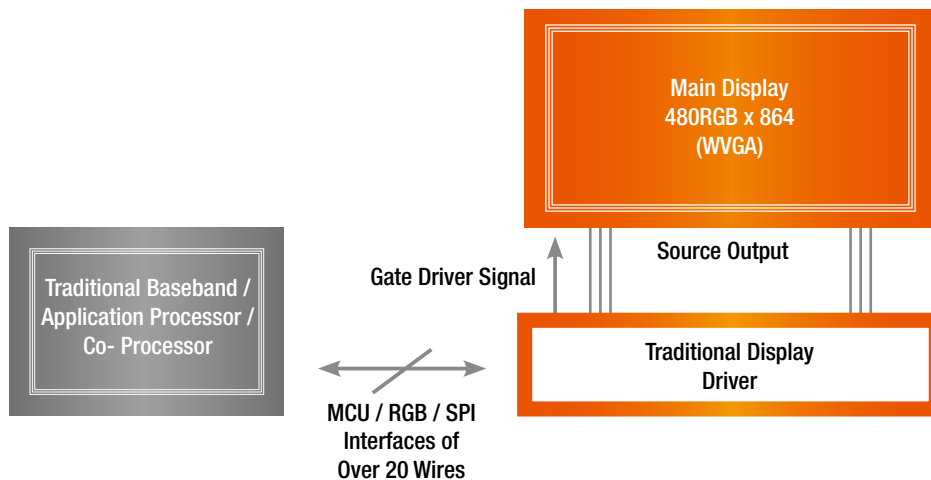 Main Display
480RGB x 864
(WVGA)
Source Output
Gate Driver Signal
Traditional Baseband /
Application Processor /
Co- Processor
Traditional Display
Driver
MCU / RGB / SPI
Interfaces of
Over 20 Wires